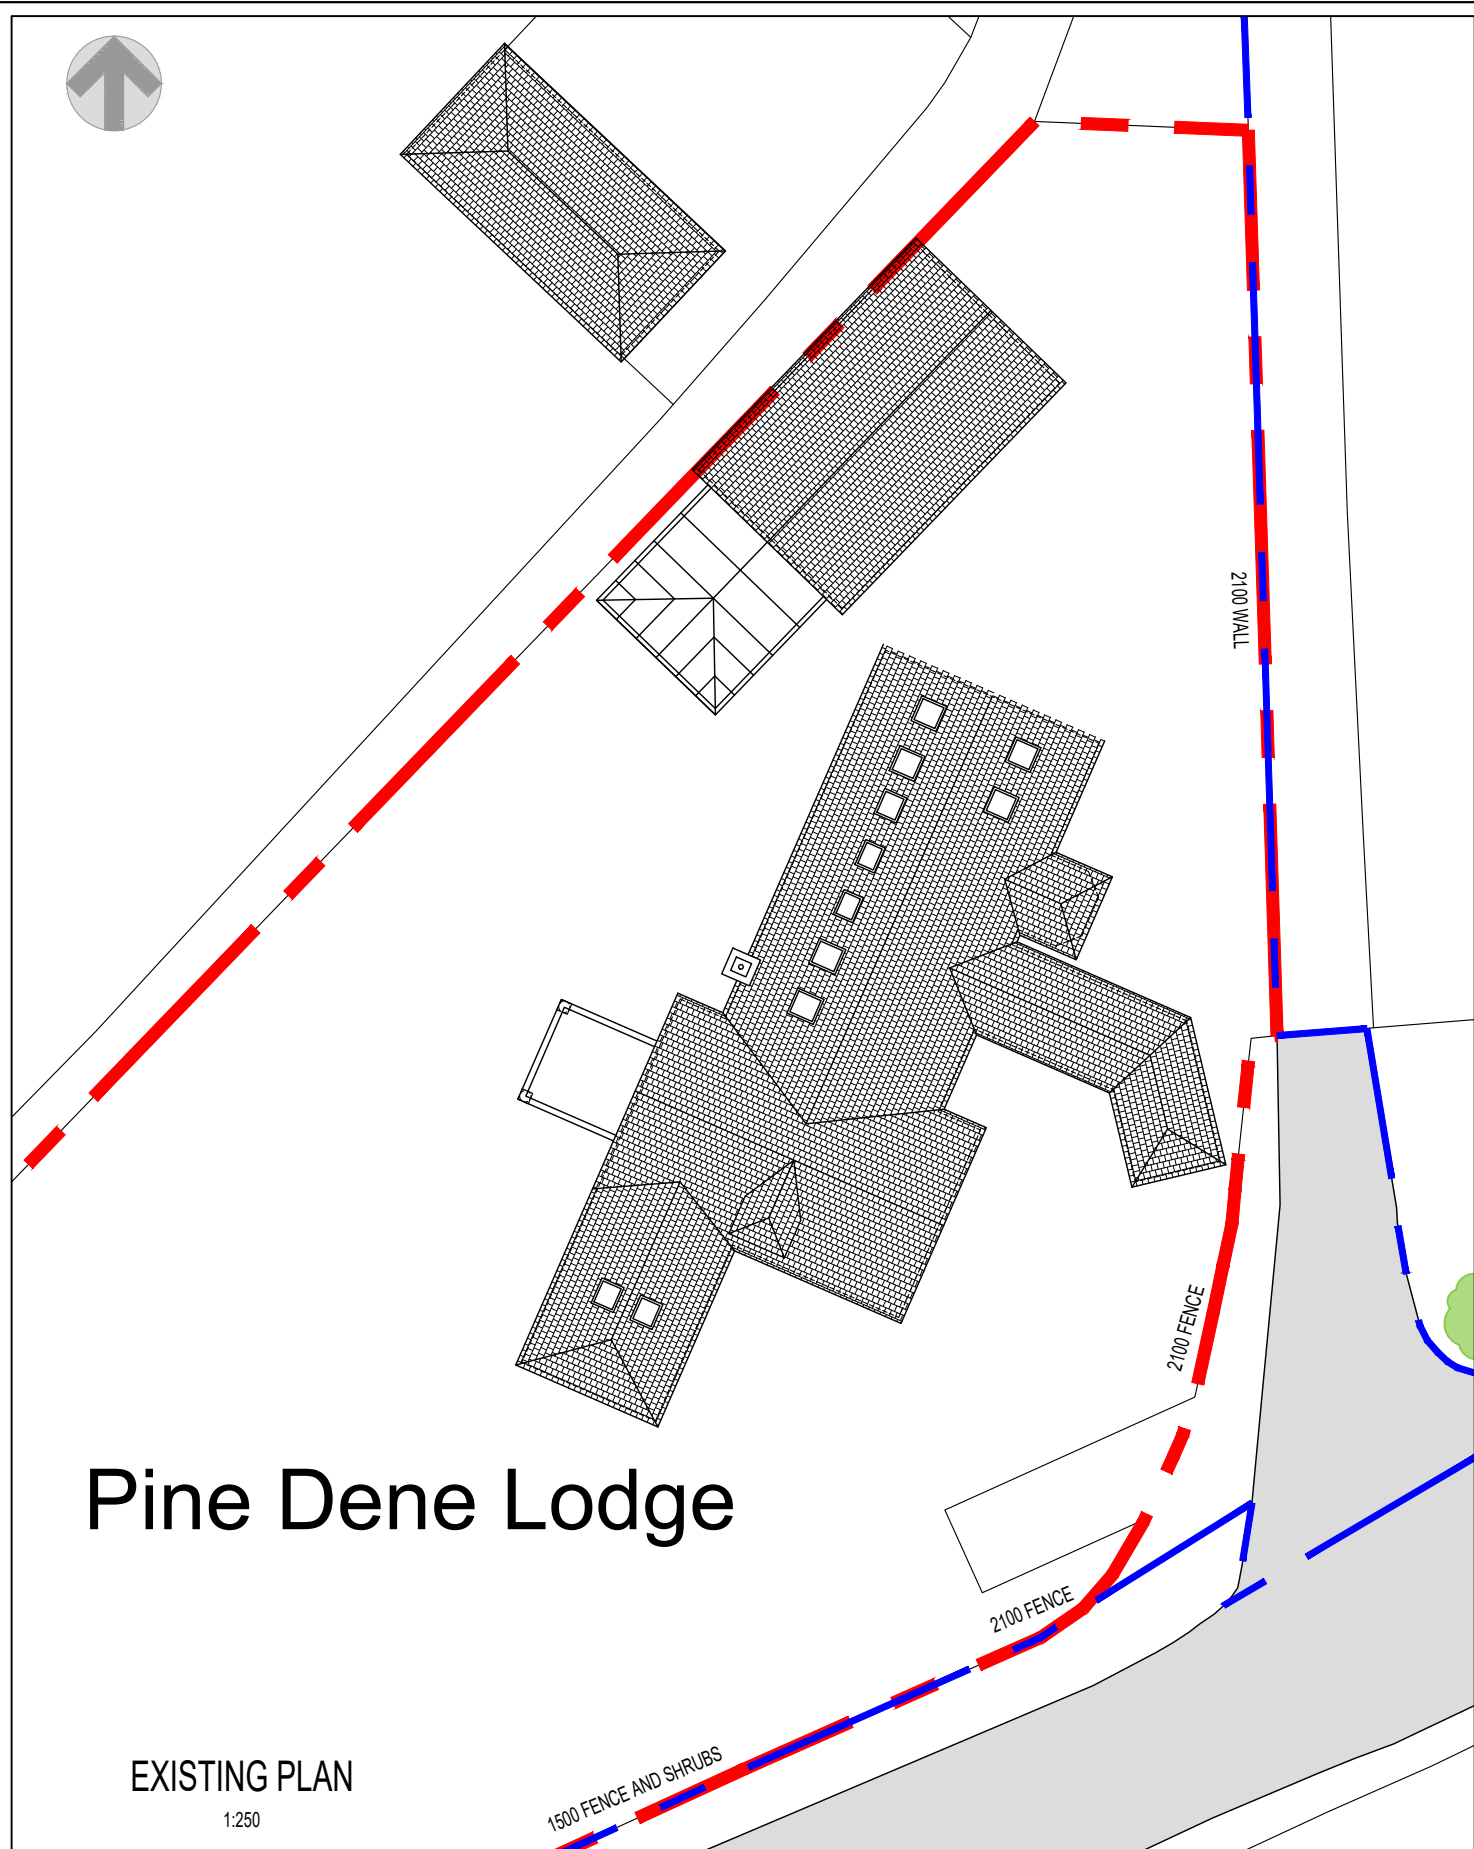 2100 WALL
2100 FENCE
Pine Dene Lodge
2100 FENCE
1500 FENCE AND SHRUBS
EXISTING PLAN
1:250